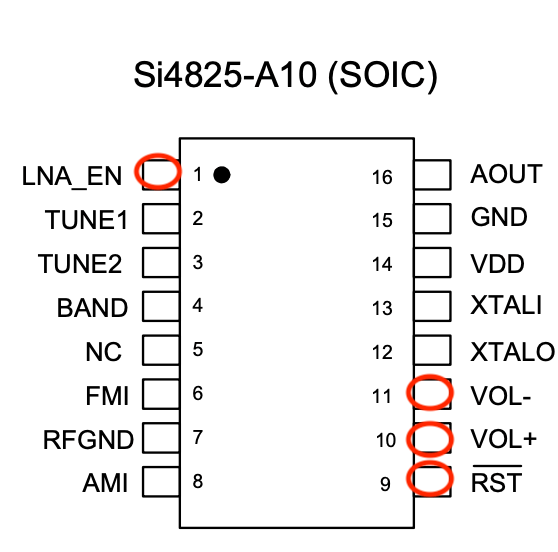 Si4825-A10 (SOIC)
LNA_EN 1 16 AOUT
TUNE1 2 15 GND
TUNE2 3 14 VDD
BAND 4 13 XTALI
NC 5 12 XTALO
FMI 6 11 VOL-
RFGND 7 10 VOL+
AMI 8 9 RST